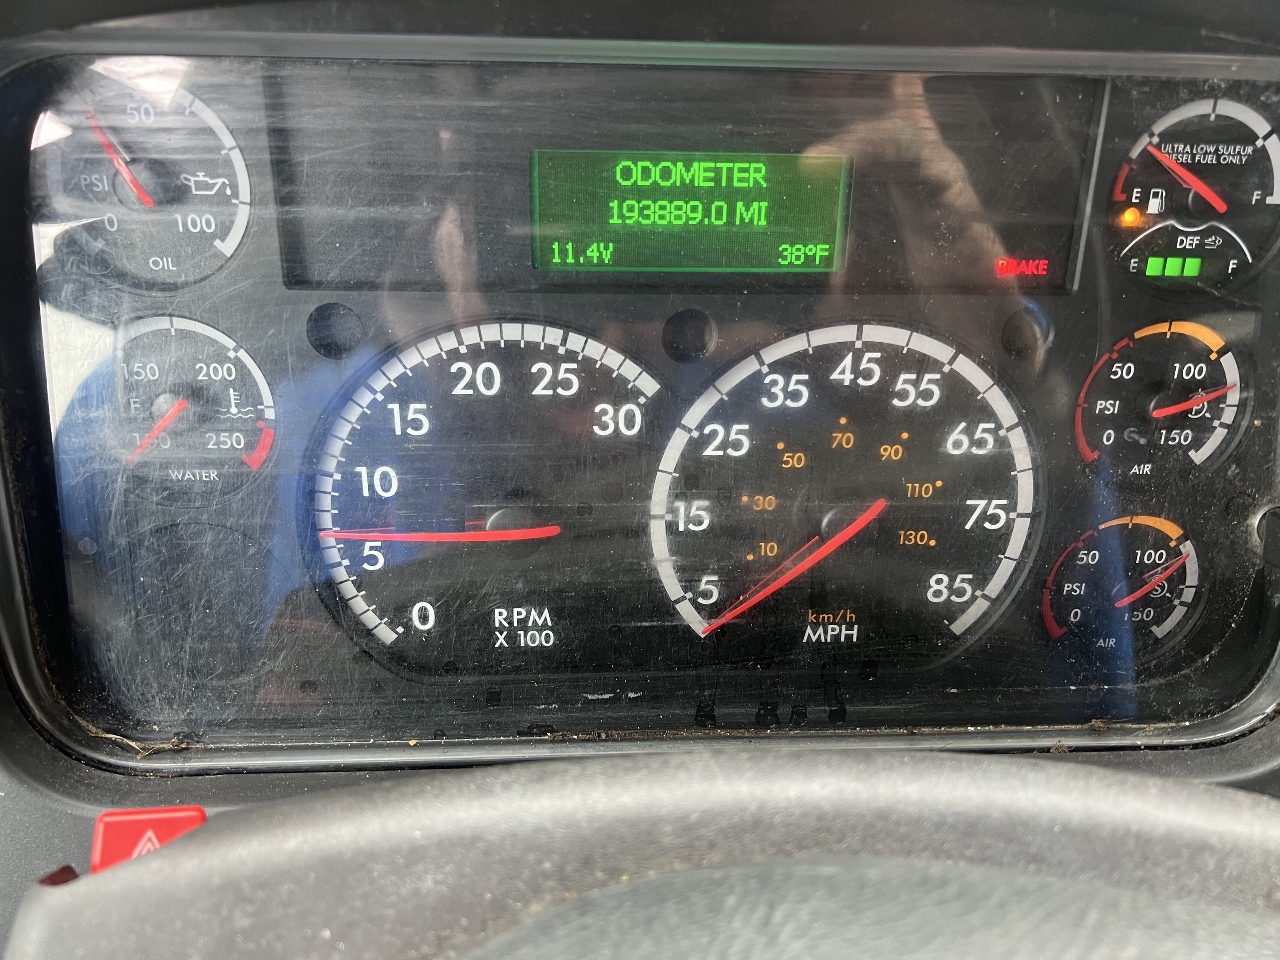 50
PSI
0
100
OIL
ODOMETER
193889.0 MI
11.4V 38°F
BRAKE
ULTRA LOW SULFUR
DIESEL FUEL ONLY
E F
DEF
E F
150 200
F
250
WATER
0 5 10 15 20 25 30
RPM
X 100
5 15 25 35 45 55 65 75 85
10 30 50 70 90 110 130
km/h
MPH
50 100
PSI
0 150
AIR
50 100
PSI
0 150
AIR